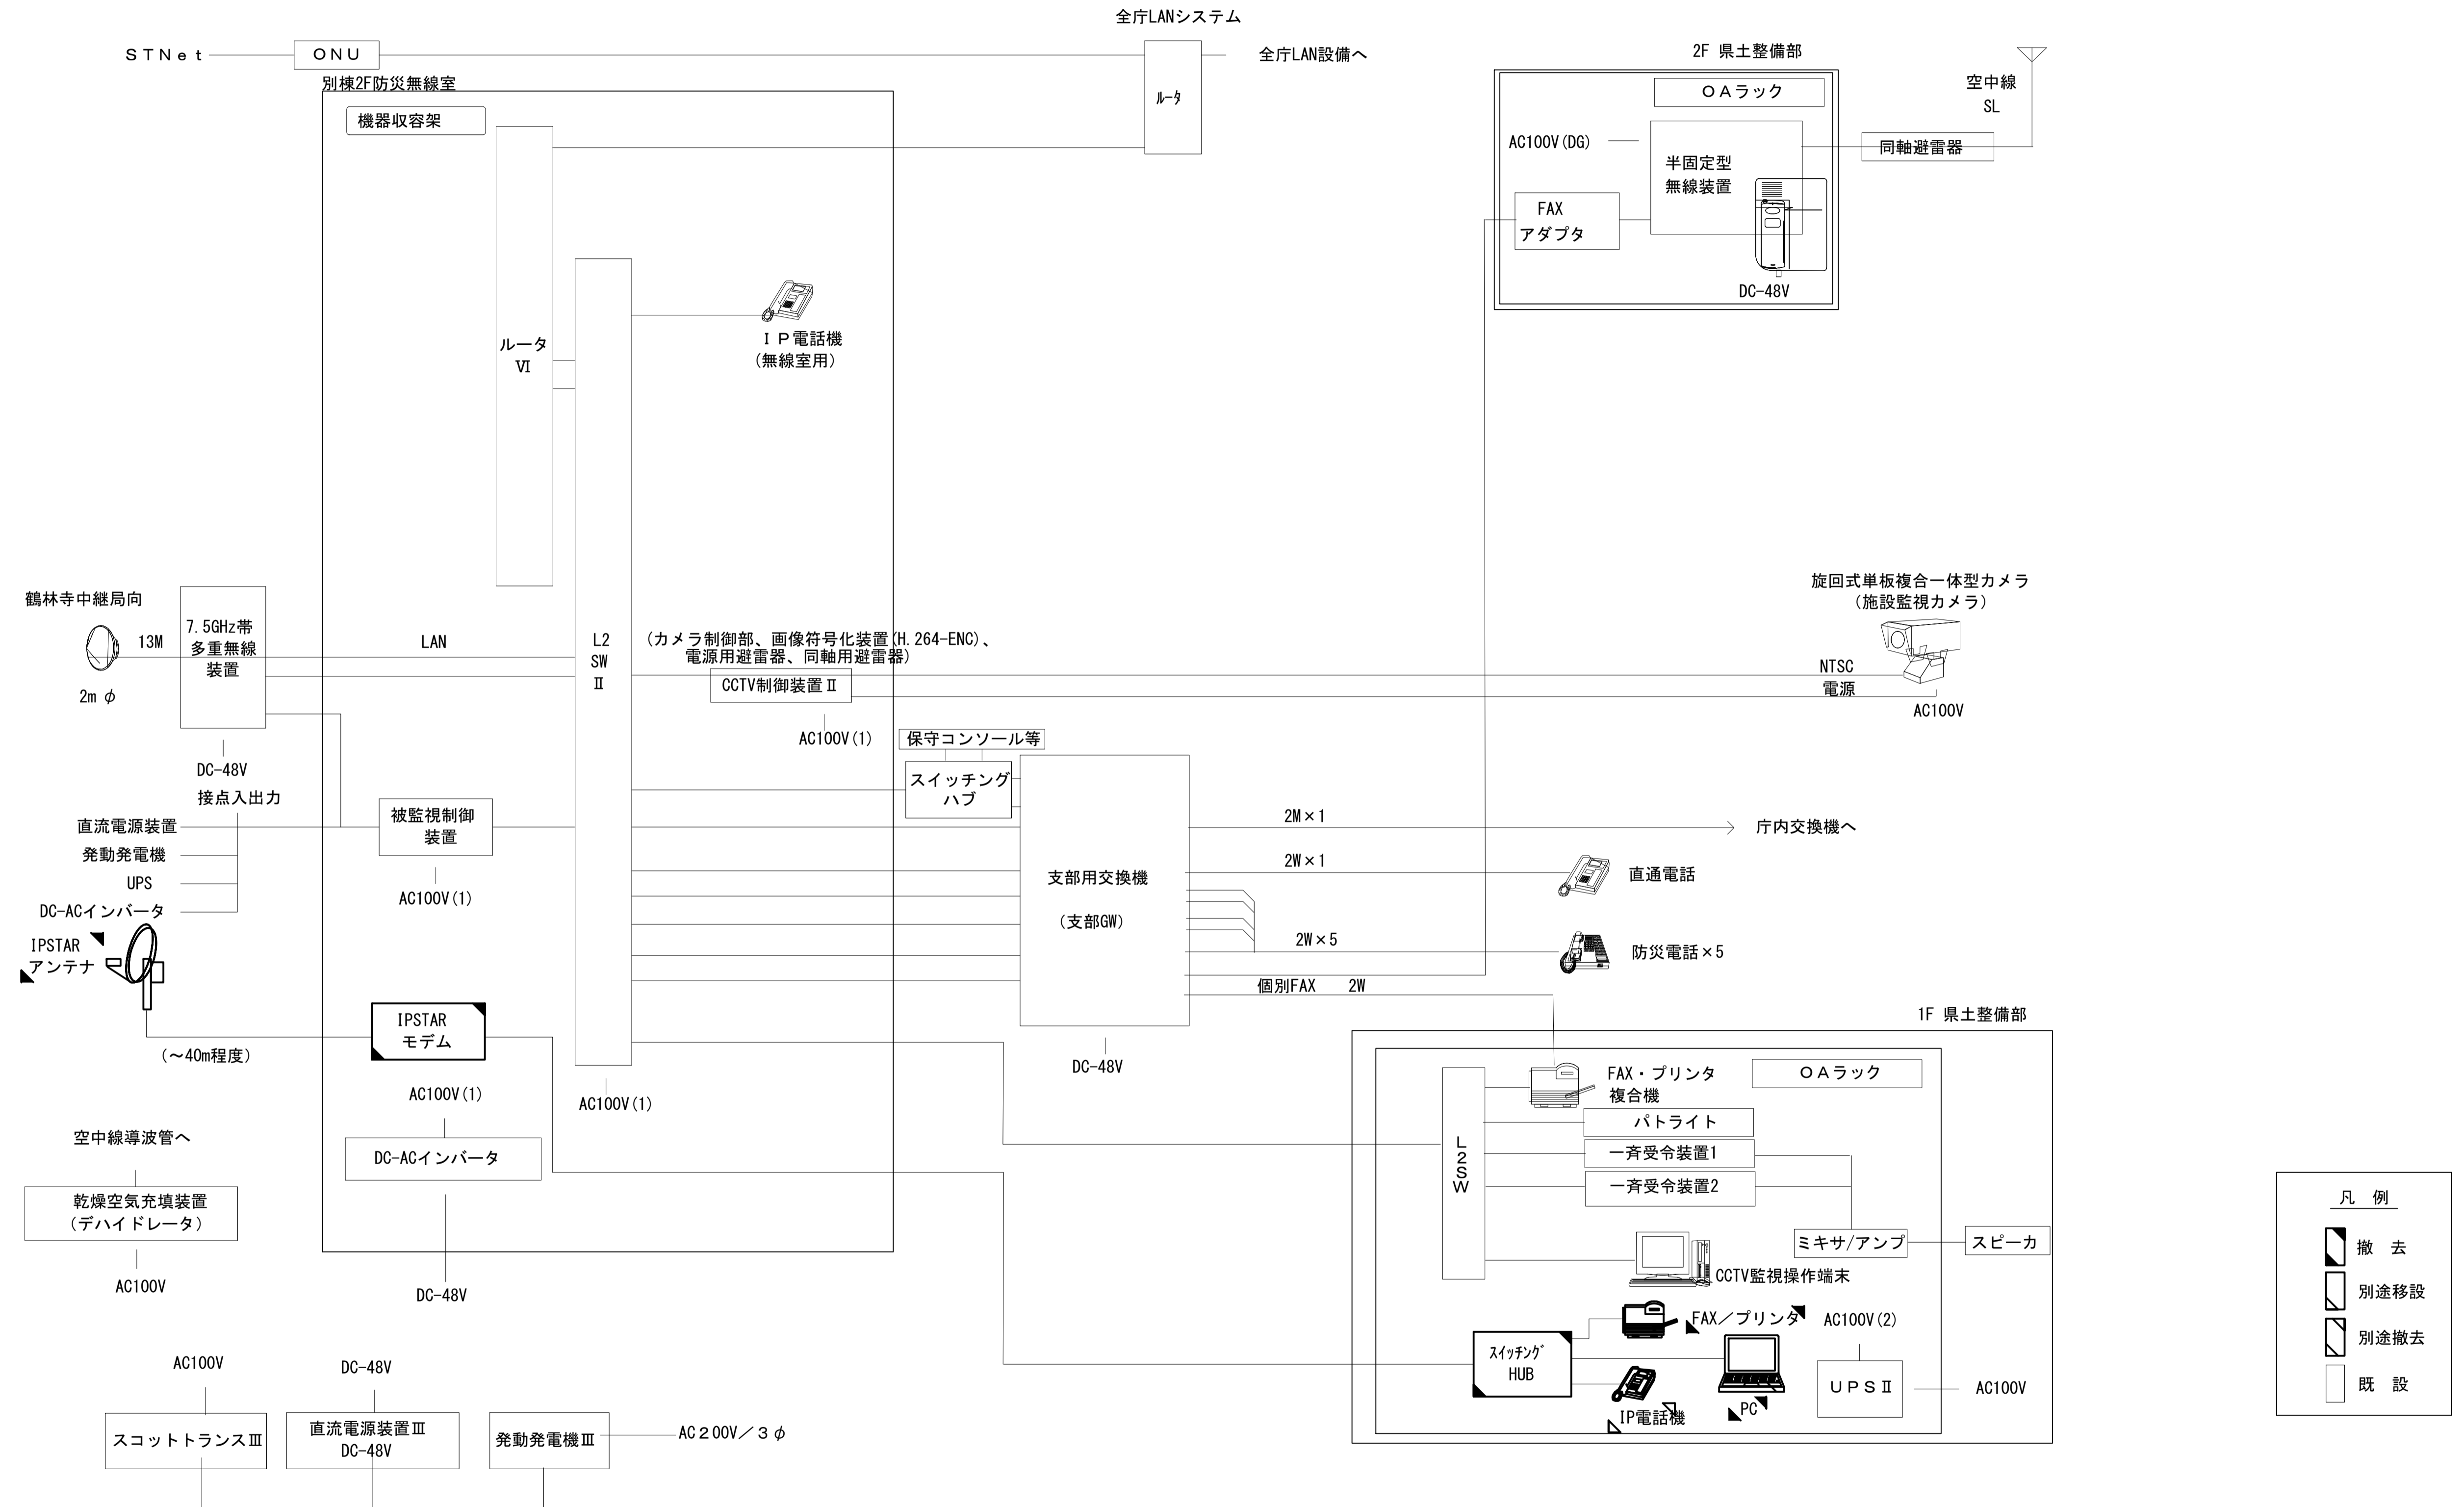 全庁LANシステム
ＳＴＮｅｔ
ＯＮＵ
全庁LAN設備へ
ﾙｰﾀ
別棟2F防災無線室
機器収容架
2F 県土整備部
ＯＡラック
空中線
SL
AC100V(DG)
同軸避雷器
半固定型
無線装置
FAX
アダプタ
DC-48V
ＩＰ電話機
(無線室用)
ルータ
Ⅵ
旋回式単板複合一体型カメラ
(施設監視カメラ)
鶴林寺中継局向
13M
2m φ
7.5GHz帯
多重無線
装置
LAN
L2
SW
Ⅱ
(カメラ制御部、画像符号化装置(H.264-ENC)、
電源用避雷器、同軸用避雷器)
CCTV制御装置Ⅱ
NTSC
電源
AC100V
AC100V(1)
保守コンソール等
スイッチング
ハブ
DC-48V
接点入出力
直流電源装置
発動発電機
UPS
DC-ACインバータ
被監視制御
装置
AC100V(1)
支部用交換機
(支部GW)
2M×1
庁内交換機へ
2W×1
直通電話
2W×5
防災電話×5
個別FAX
2W
DC-48V
IPSTAR
アンテナ
(～40m程度)
IPSTAR
モデム
AC100V(1)
AC100V(1)
DC-ACインバータ
DC-48V
空中線導波管へ
乾燥空気充填装置
(デハイドレータ)
AC100V
1F 県土整備部
ＯＡラック
Ｌ
２
Ｓ
Ｗ
FAX・プリンタ
複合機
パトライト
一斉受令装置1
一斉受令装置2
ミキサ/アンプ
スピーカ
CCTV監視操作端末
FAX／プリンタ
AC100V(2)
ｽｲｯﾁﾝｸﾞ
HUB
IP電話機
PC
ＵＰＳⅡ
AC100V
凡 例
撤 去
別途移設
別途撤去
既 設
AC100V
スコットトランスⅢ
DC-48V
直流電源装置Ⅲ
DC-48V
発動発電機Ⅲ
AC２00V／３φ